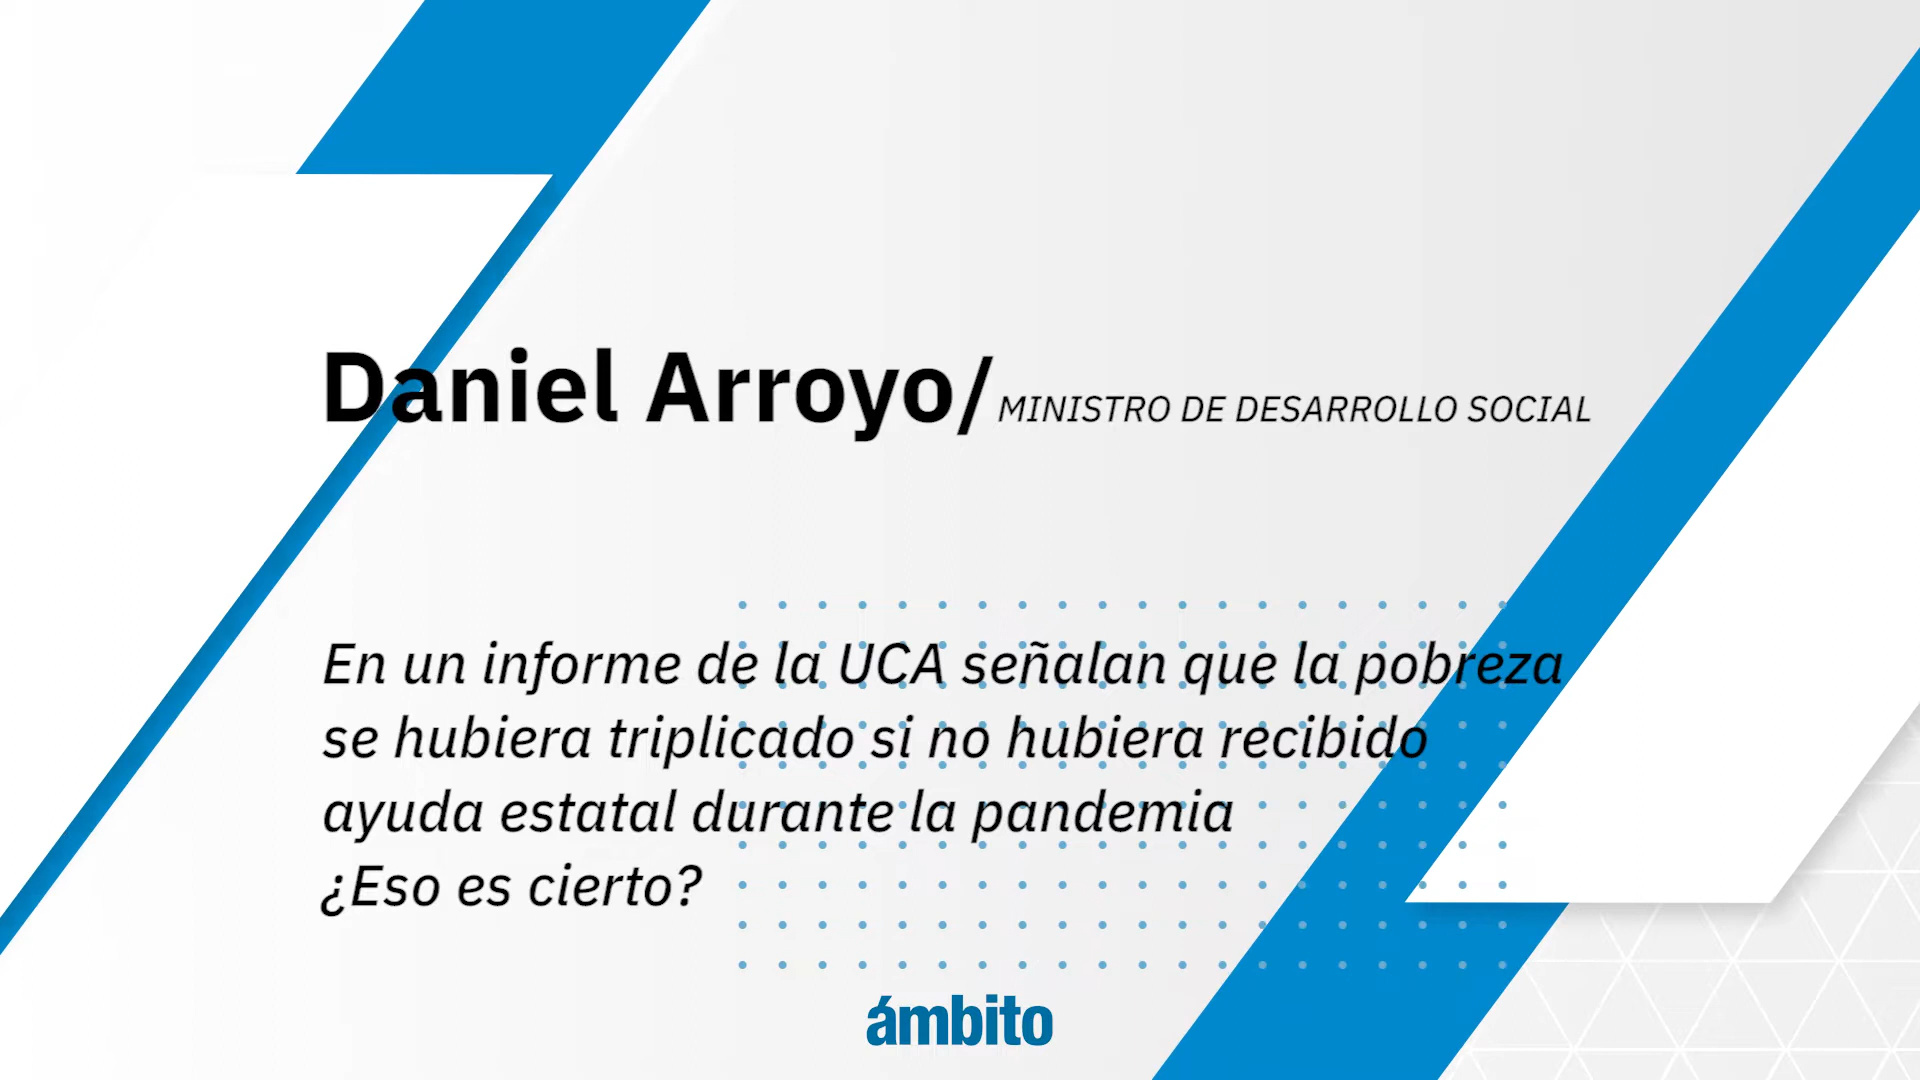 Daniel Arroyo/ MINISTRO DE DESARROLLO SOCIAL
En un informe de la UCA señalan que la pobreza
se hubiera triplicado si no hubiera recibido
ayuda estatal durante la pandemia
¿Eso es cierto?
ámbito